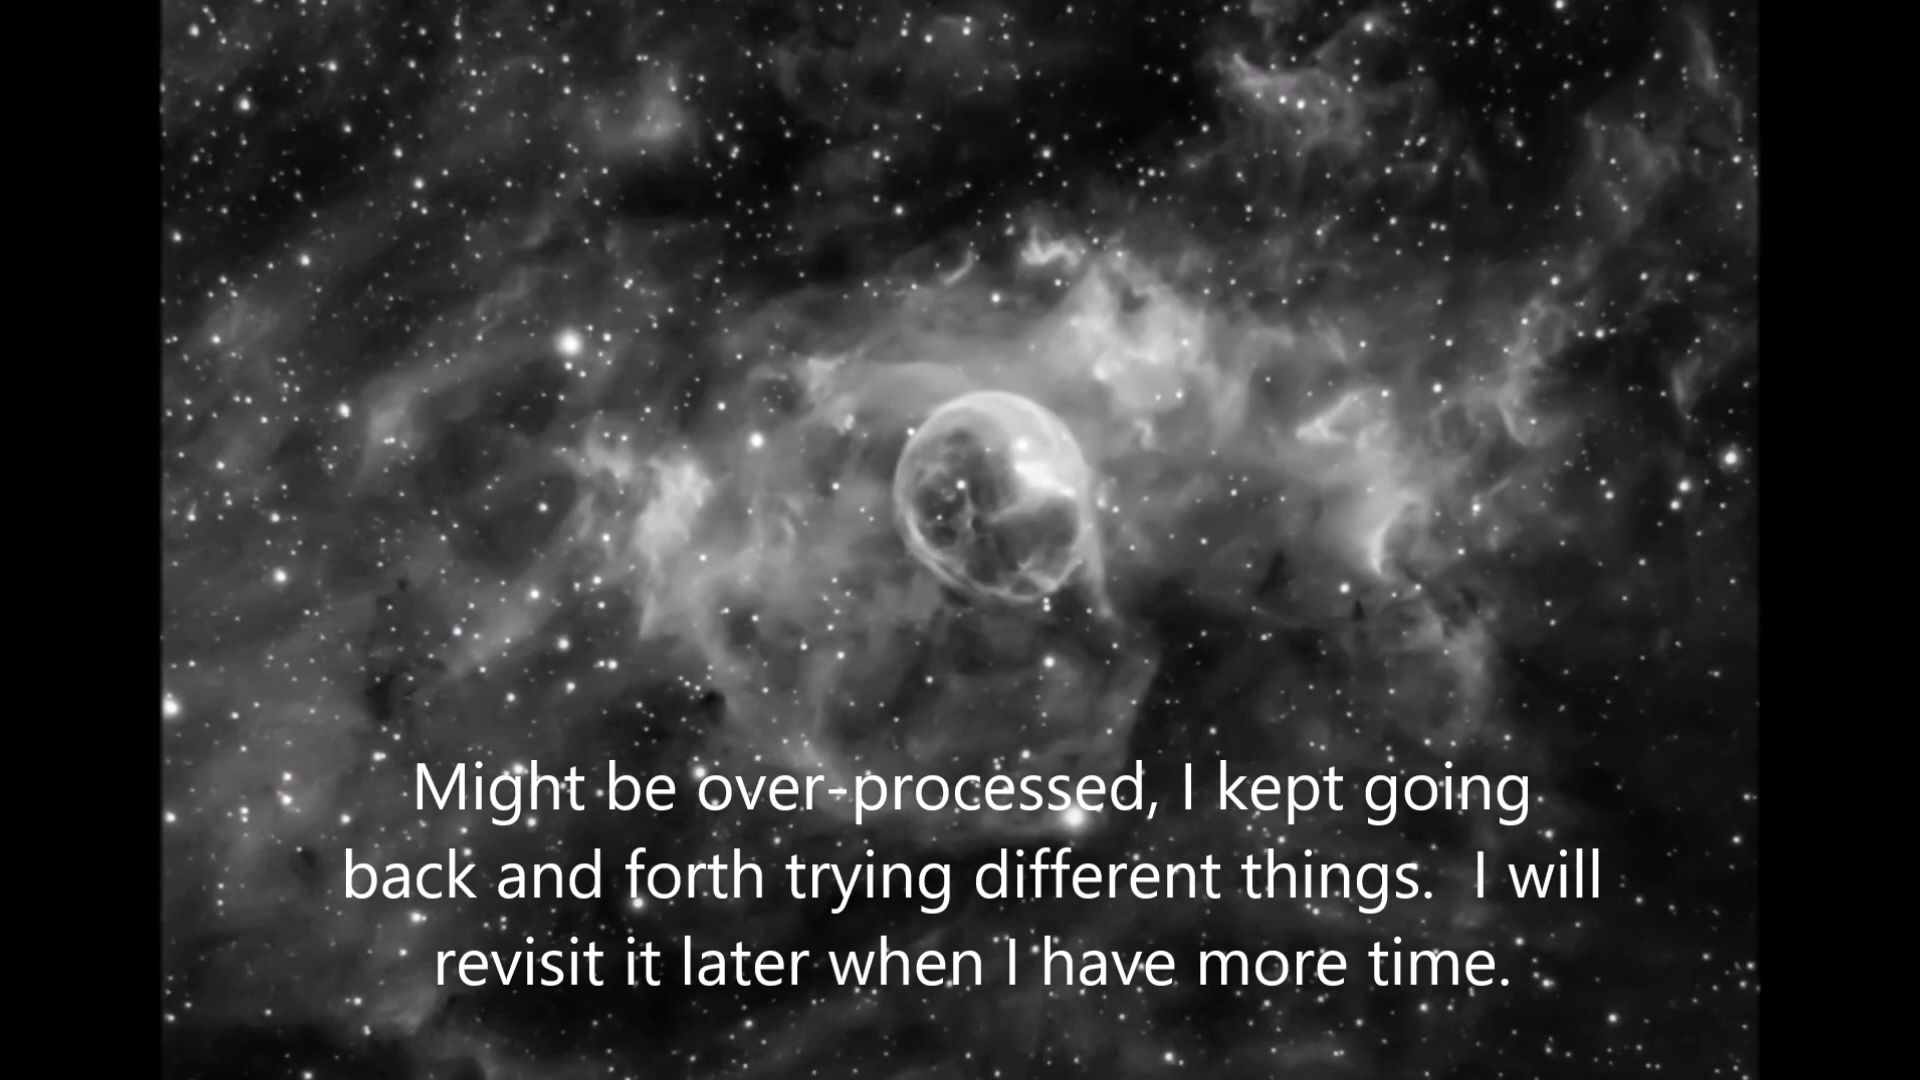 Might be over-processed, I kept going
back and forth trying different things.  I will
revisit it later when I have more time.